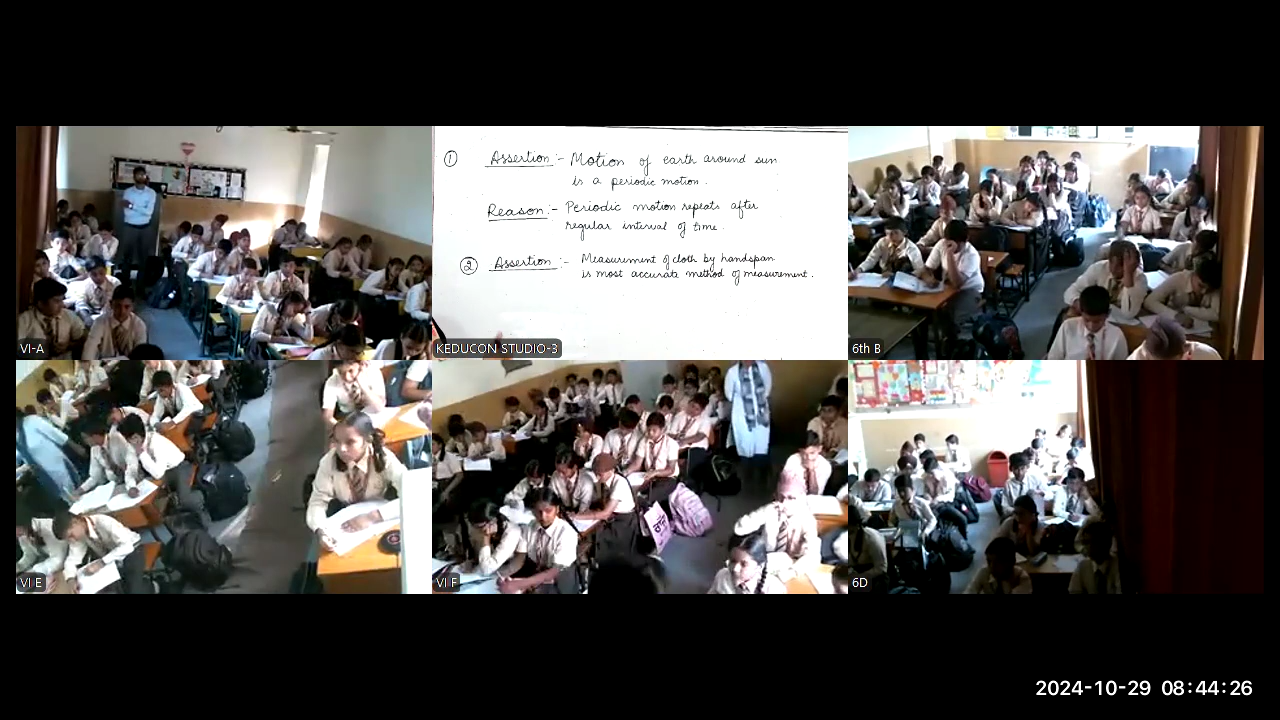 ① Assertion :- Motion of earth around sun
is a periodic motion.
Reason :- Periodic motion repeats after
regular interval of time.
② Assertion :- Measurement of cloth by handspan
is most accurate method of measurement.
VI-A
KEDUCON STUDIO-3
6th B
VI E
VI F
6D
2024-10-29 08:44:26